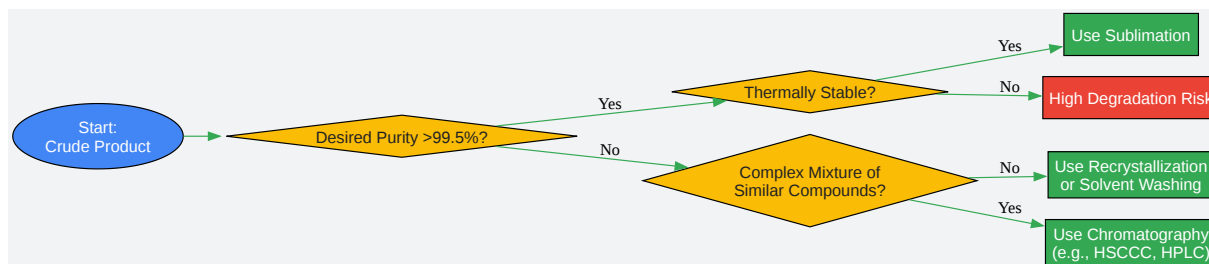 Start:
Crude Product
Desired Purity >99.5%?
Yes
No
Thermally Stable?
Yes
No
Complex Mixture of
Similar Compounds?
No
Yes
Use Sublimation
High Degradation Risk
Use Recrystallization
or Solvent Washing
Use Chromatography
(e.g., HSCCC, HPLC)